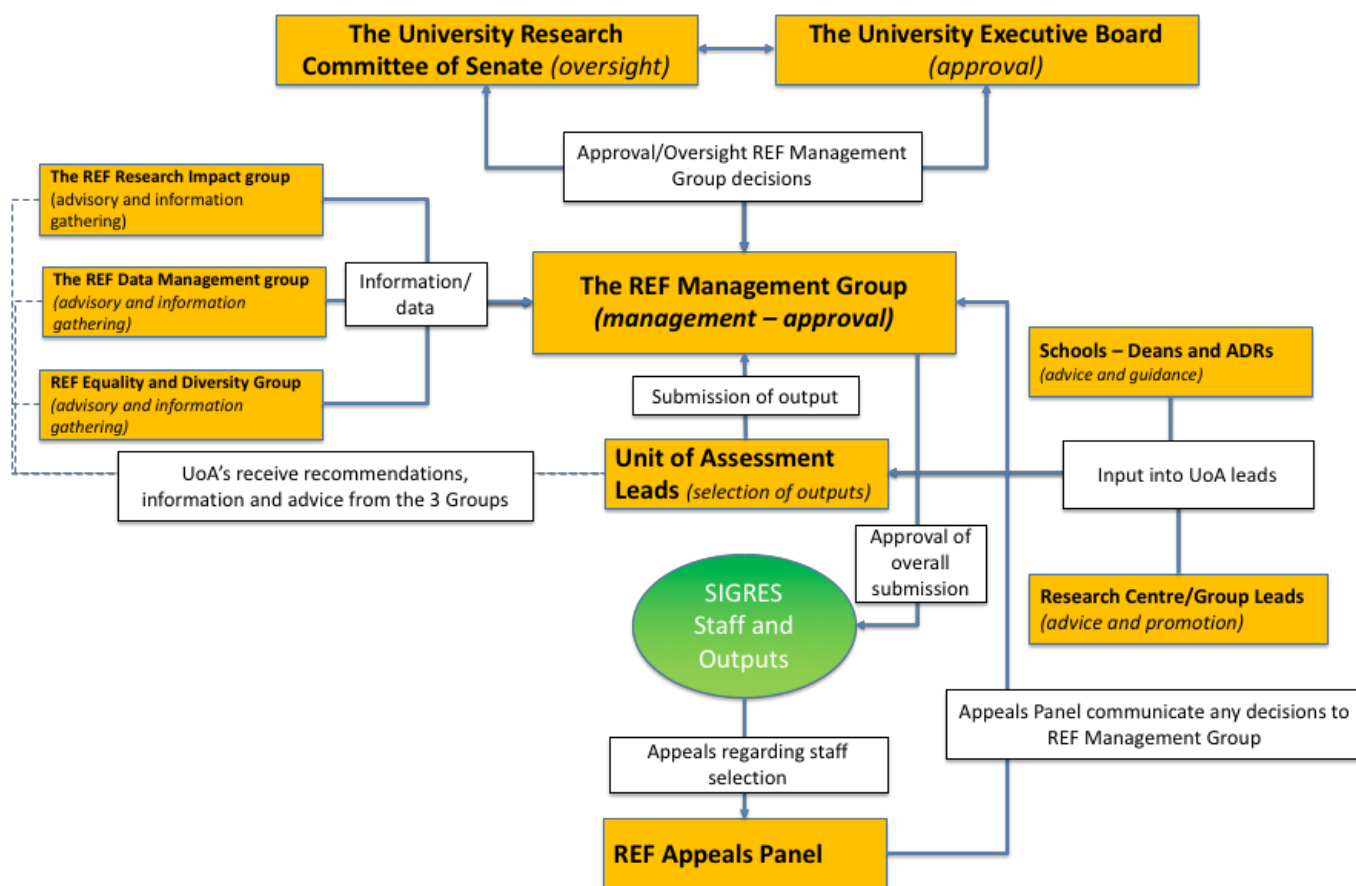 The University Research
Committee of Senate (oversight)
The University Executive Board
(approval)
Approval/Oversight REF Management
Group decisions
The REF Research Impact group
(advisory and information
gathering)
The REF Data Management group
(advisory and information
gathering)
REF Equality and Diversity Group
(advisory and information
gathering)
Information/
data
The REF Management Group
(management – approval)
Schools – Deans and ADRs
(advice and guidance)
Submission of output
UoA's receive recommendations,
information and advice from the 3 Groups
Unit of Assessment
Leads (selection of outputs)
Input into UoA leads
Approval of
overall
submission
SIGRES
Staff and
Outputs
Research Centre/Group Leads
(advice and promotion)
Appeals Panel communicate any decisions to
REF Management Group
Appeals regarding staff
selection
REF Appeals Panel